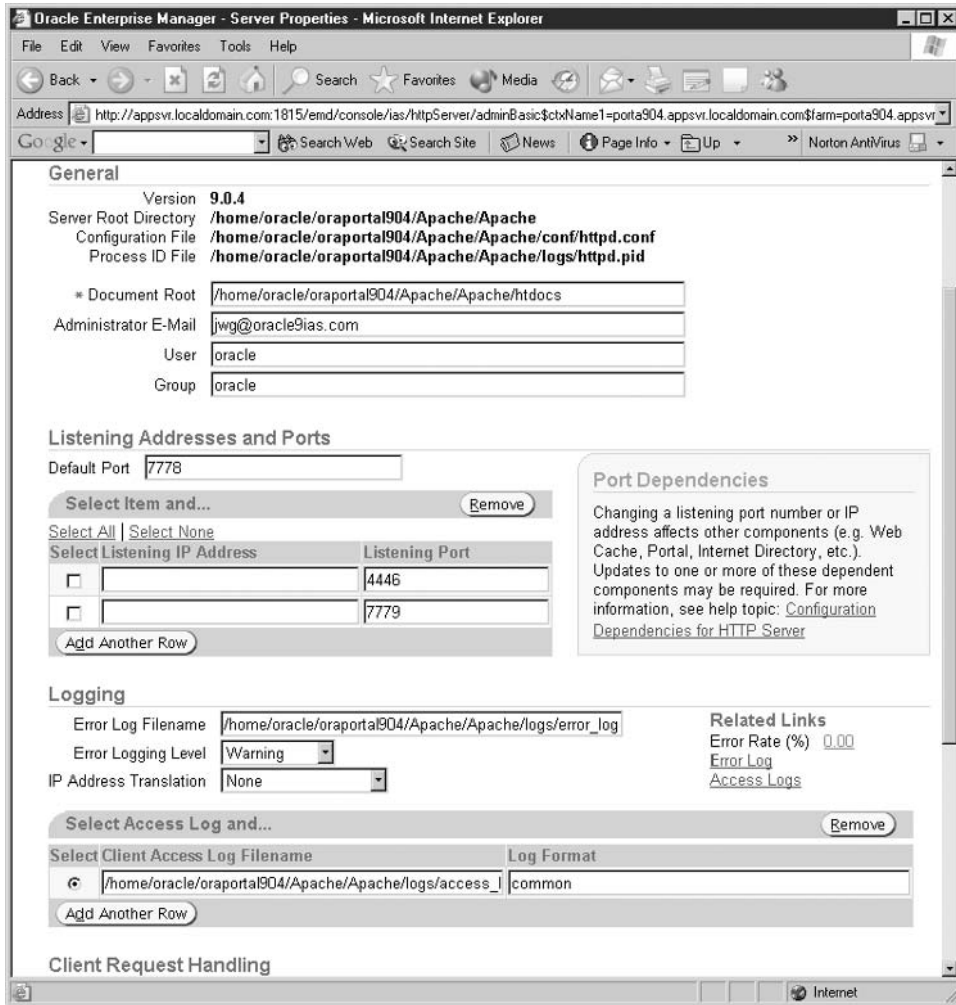 Oracle Enterprise Manager - Server Properties - Microsoft Internet Explorer
File Edit View Favorites Tools Help
Back Search Favorites Media
Address http://appsvr.localdomain.com:1815/emd/console/ias/httpServer/adminBasic$ctxName1=porta904.appsvr.localdomain.com$farm=porta904.appsvr
Google Search Web Search Site News Page Info Up » Norton AntiVirus
General
Version 9.0.4
Server Root Directory /home/oracle/oraportal904/Apache/Apache
Configuration File /home/oracle/oraportal904/Apache/Apache/conf/httpd.conf
Process ID File /home/oracle/oraportal904/Apache/Apache/logs/httpd.pid
* Document Root /home/oracle/oraportal904/Apache/Apache/htdocs
Administrator E-Mail jwg@oracle9ias.com
User oracle
Group oracle
Listening Addresses and Ports
Default Port 7778
Select Item and... Remove
Select All | Select None
Select Listening IP Address Listening Port
4446
7779
Add Another Row
Port Dependencies
Changing a listening port number or IP
address affects other components (e.g. Web
Cache, Portal, Internet Directory, etc.).
Updates to one or more of these dependent
components may be required. For more
information, see help topic: Configuration
Dependencies for HTTP Server
Logging
Error Log Filename /home/oracle/oraportal904/Apache/Apache/logs/error_log
Error Logging Level Warning
IP Address Translation None
Related Links
Error Rate (%) 0.00
Error Log
Access Logs
Select Access Log and... Remove
Select Client Access Log Filename Log Format
/home/oracle/oraportal904/Apache/Apache/logs/access_l common
Add Another Row
Client Request Handling
Internet